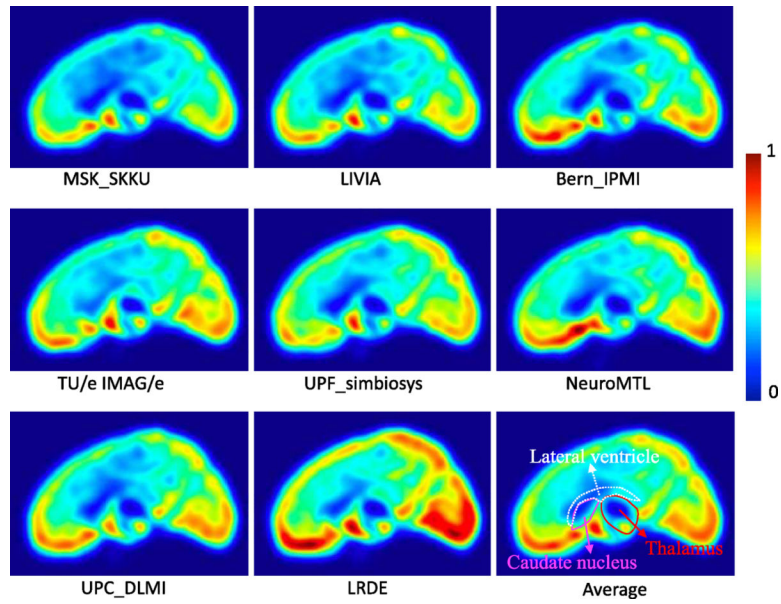 MSK_SKKU
LIVIA
Bern_IPMI
1
TU/e IMAG/e
UPF_simbiosys
NeuroMTL
0
Lateral ventricle
Thalamus
Caudate nucleus
UPC_DLMI
LRDE
Average